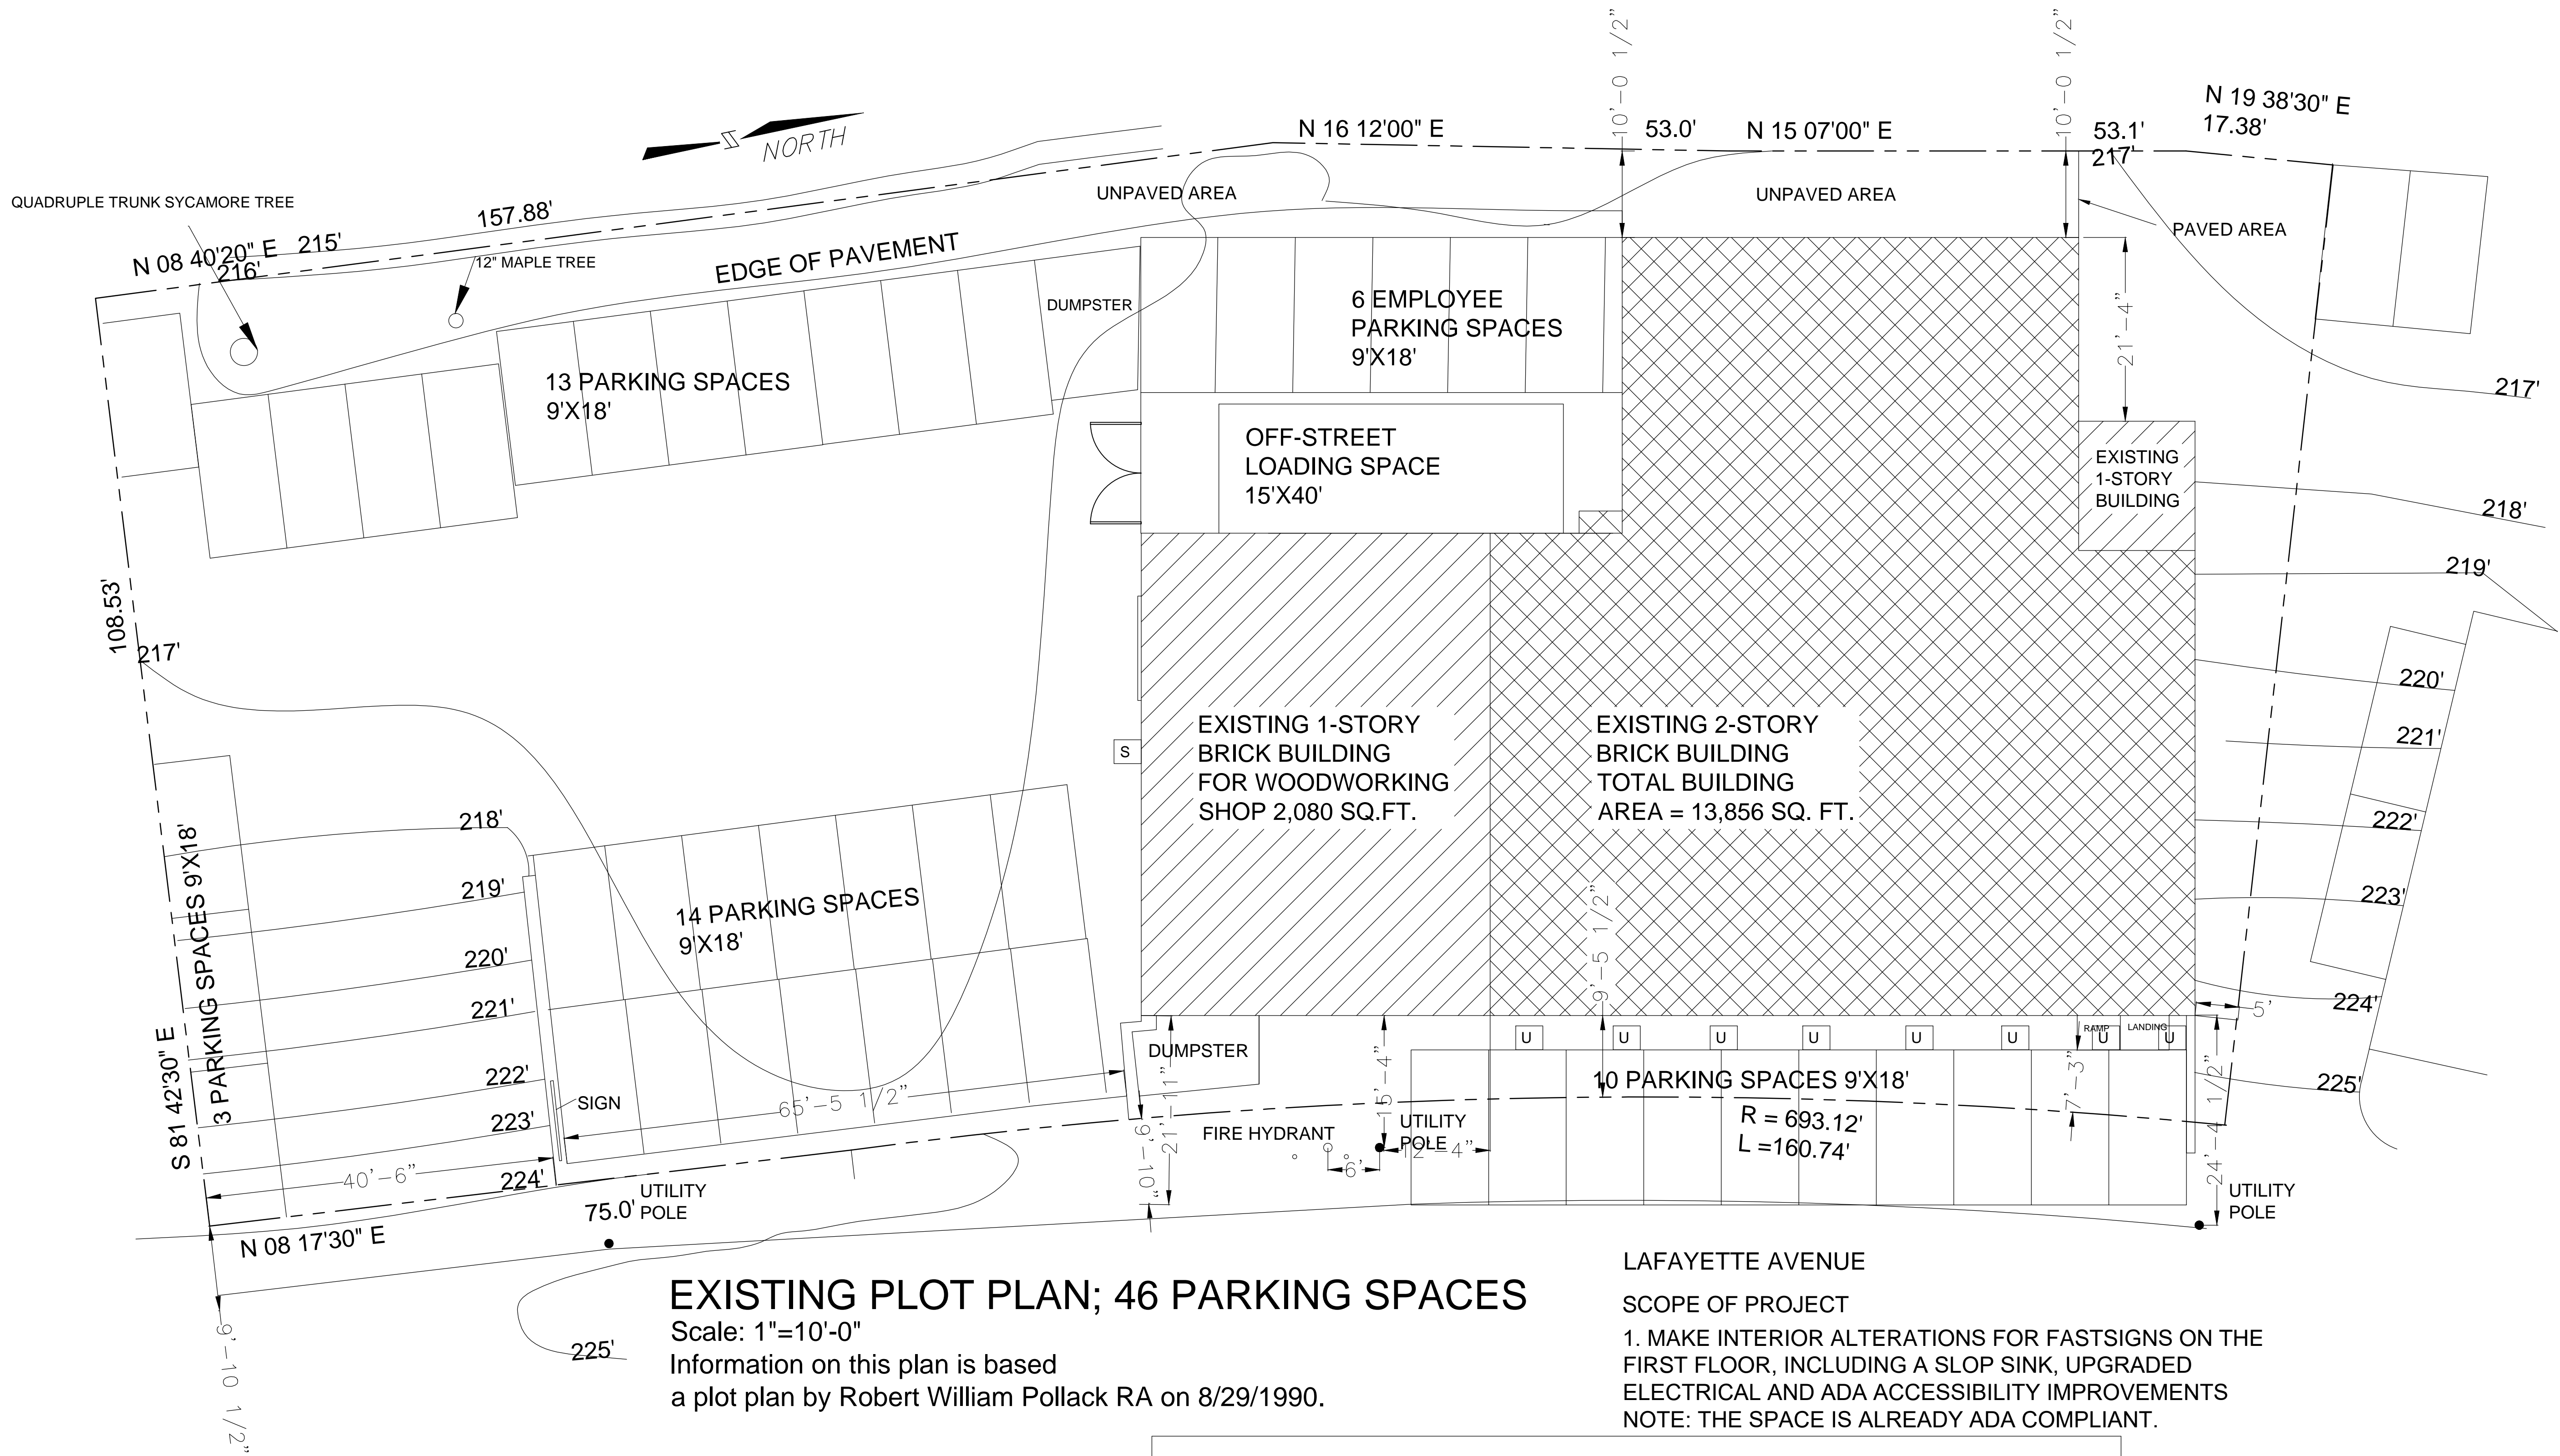 10'-0 1/2"
10'-0 1/2"
N 19 38'30" E
17.38'
N 16 12'00" E
53.0'
N 15 07'00" E
53.1'
217'
NORTH
QUADRUPLE TRUNK SYCAMORE TREE
157.88'
N 08 40'20" E
215'
216'
12" MAPLE TREE
EDGE OF PAVEMENT
UNPAVED AREA
UNPAVED AREA
PAVED AREA
DUMPSTER
6 EMPLOYEE
PARKING SPACES
9'X18'
21'-4"
13 PARKING SPACES
9'X18'
217'
OFF-STREET
LOADING SPACE
15'X40'
EXISTING
1-STORY
BUILDING
218'
219'
108.53'
217'
220'
221'
S
EXISTING 1-STORY
BRICK BUILDING
FOR WOODWORKING
SHOP 2,080 SQ.FT.
EXISTING 2-STORY
BRICK BUILDING
TOTAL BUILDING
AREA = 13,856 SQ. FT.
222'
223'
224'
225'
218'
219'
220'
221'
222'
223'
224'
S 81 42'30" E
3 PARKING SPACES 9'X18'
14 PARKING SPACES
9'X18'
9'-5 1/2"
5'
SIGN
65'-5 1/2"
40'-6"
DUMPSTER
U
U
U
U
U
U
U
U
RAMP
LANDING
10 PARKING SPACES 9'X18'
R = 693.12'
L =160.74'
7'-3"
24'-4 1/2"
15'-4"
21'-11"
9'-10"
FIRE HYDRANT
UTILITY
POLE
12'-4"
6'
75.0'
UTILITY
POLE
UTILITY
POLE
N 08 17'30" E
9'-10 1/2"
225'
EXISTING PLOT PLAN; 46 PARKING SPACES
Scale: 1"=10'-0"
Information on this plan is based
a plot plan by Robert William Pollack RA on 8/29/1990.
LAFAYETTE AVENUE
SCOPE OF PROJECT
1. MAKE INTERIOR ALTERATIONS FOR FASTSIGNS ON THE
FIRST FLOOR, INCLUDING A SLOP SINK, UPGRADED
ELECTRICAL AND ADA ACCESSIBILITY IMPROVEMENTS
NOTE: THE SPACE IS ALREADY ADA COMPLIANT.